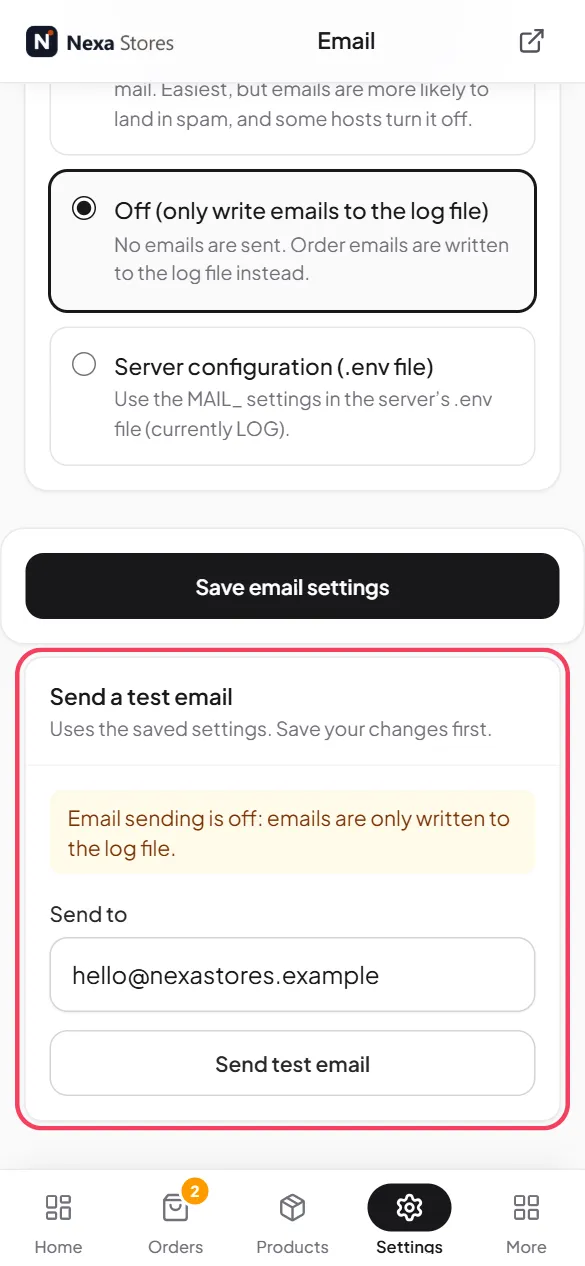 N Nexa Stores
Email
mail. Easiest, but emails are more likely to
land in spam, and some hosts turn it off.
Off (only write emails to the log file)
No emails are sent. Order emails are written
to the log file instead.
Server configuration (.env file)
Use the MAIL_ settings in the server's .env
file (currently LOG).
Save email settings
Send a test email
Uses the saved settings. Save your changes first.
Email sending is off: emails are only written to
the log file.
Send to
hello@nexastores.example
Send test email
2
Home Orders Products Settings More